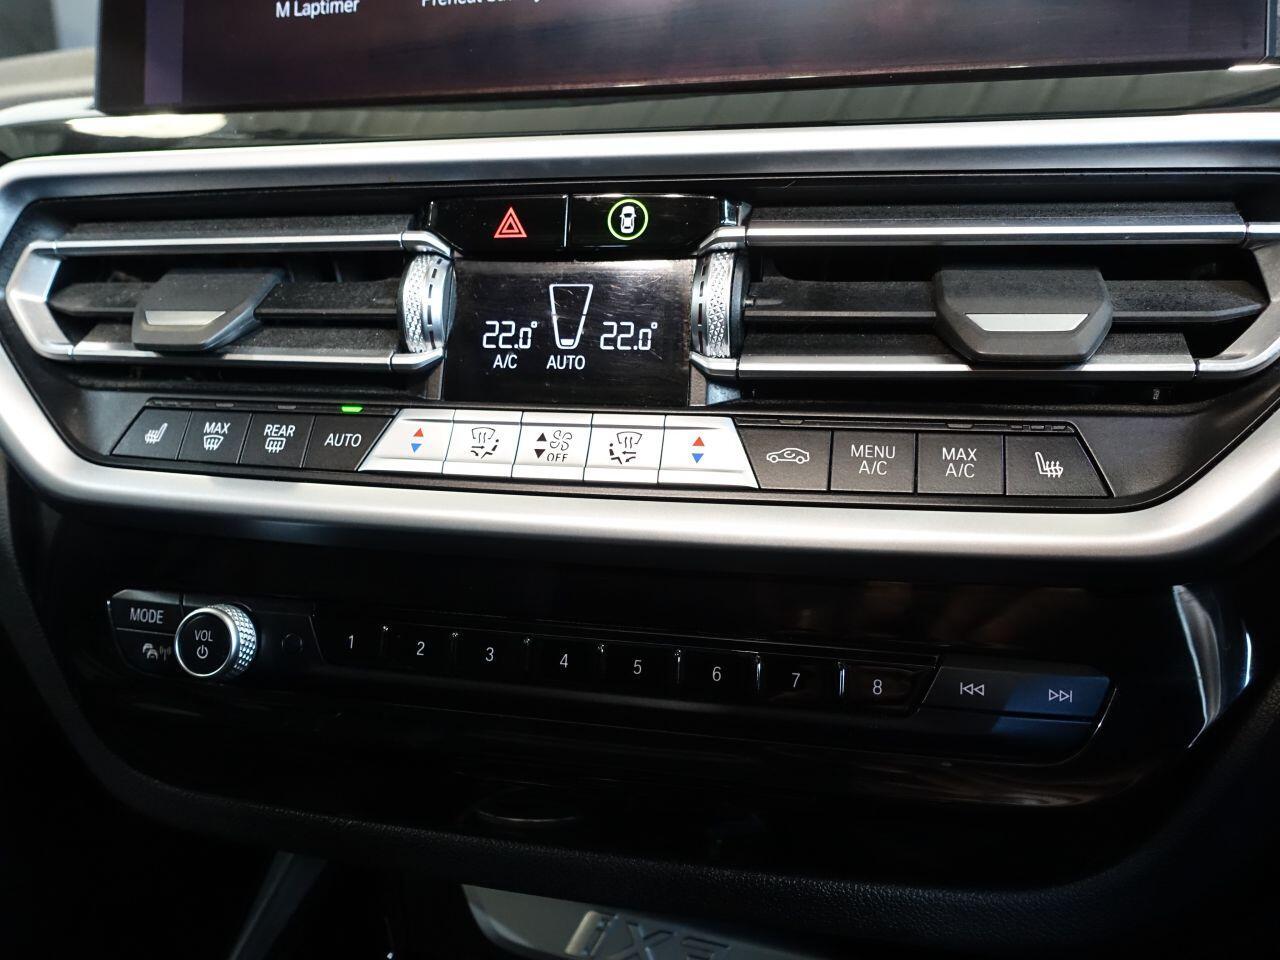 M Laptimer
22.0° 22.0°
A/C AUTO
MAX
REAR
AUTO
OFF
MENU
A/C
MAX
A/C
MODE
VOL
1 2 3 4 5 6 7 8
iX3